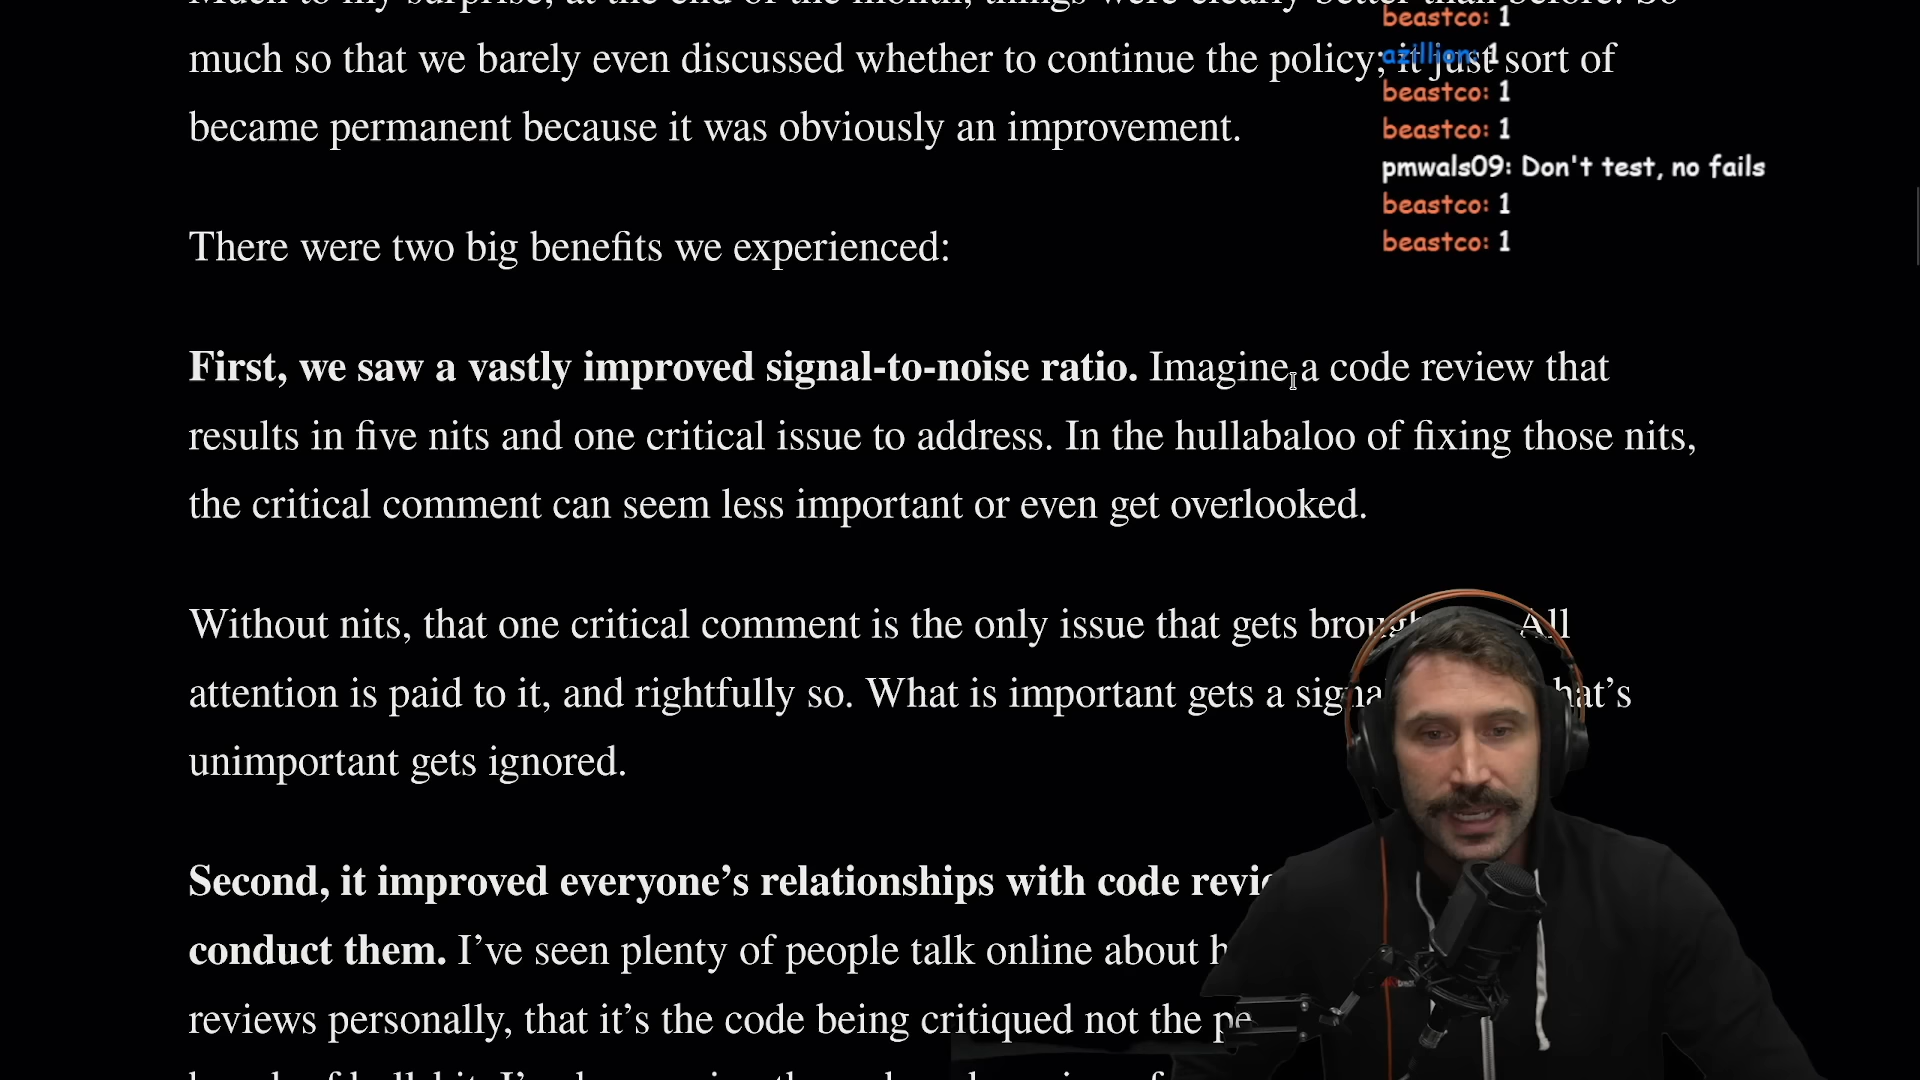 much so that we barely even discussed whether to continue the policy; it just sort of
became permanent because it was obviously an improvement.
There were two big benefits we experienced:
First, we saw a vastly improved signal-to-noise ratio. Imagine a code review that
results in five nits and one critical issue to address. In the hullabaloo of fixing those nits,
the critical comment can seem less important or even get overlooked.
Without nits, that one critical comment is the only issue that gets All
attention is paid to it, and rightfully so. What is important gets a
unimportant gets ignored.
Second, it improved everyone’s relationships with code
conduct them. I’ve seen plenty of people talk online about
reviews personally, that it’s the code being critiqued not the
beastco: 1
azillion: 1
beastco: 1
beastco: 1
pmwals09: Don't test, no fails
beastco: 1
beastco: 1